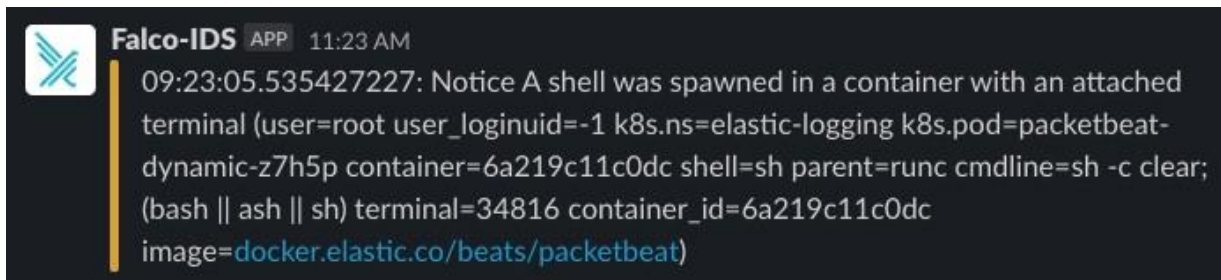 Falco-IDS APP 11:23 AM
09:23:05.535427227: Notice A shell was spawned in a container with an attached
terminal (user=root user_loginuid=-1 k8s.ns=elastic-logging k8s.pod=packetbeat-
dynamic-z7h5p container=6a219c11c0dc shell=sh parent=runc cmdline=sh -c clear;
(bash || ash || sh) terminal=34816 container_id=6a219c11c0dc
image=docker.elastic.co/beats/packetbeat)